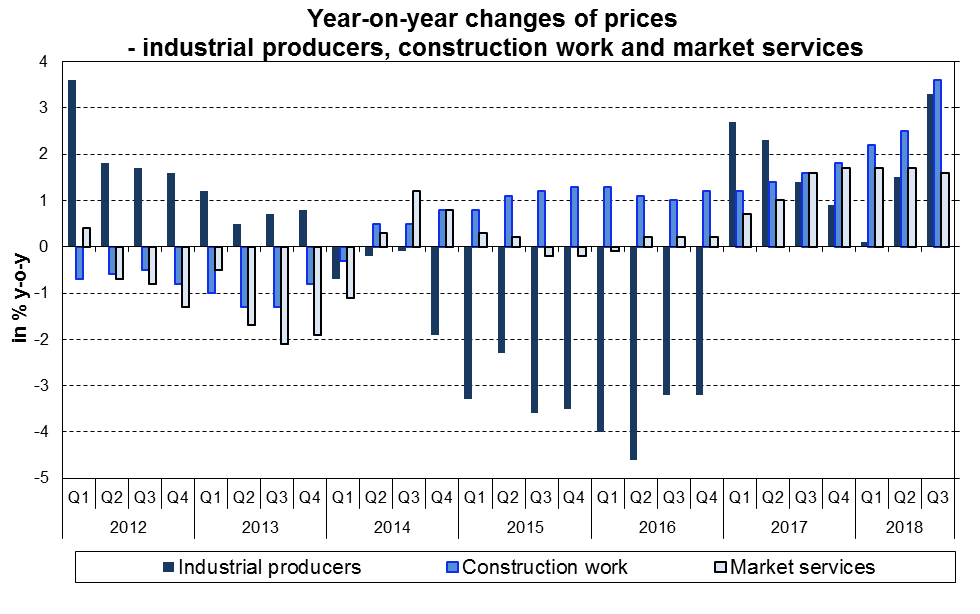 Year-on-year changes of prices
- industrial producers, construction work and market services
in % y-o-y
4
3
2
1
0
-1
-2
-3
-4
-5
Q1 Q2 Q3 Q4 Q1 Q2 Q3 Q4 Q1 Q2 Q3 Q4 Q1 Q2 Q3 Q4 Q1 Q2 Q3 Q4 Q1 Q2 Q3 Q4 Q1 Q2 Q3
2012 2013 2014 2015 2016 2017 2018
Industrial producers Construction work Market services